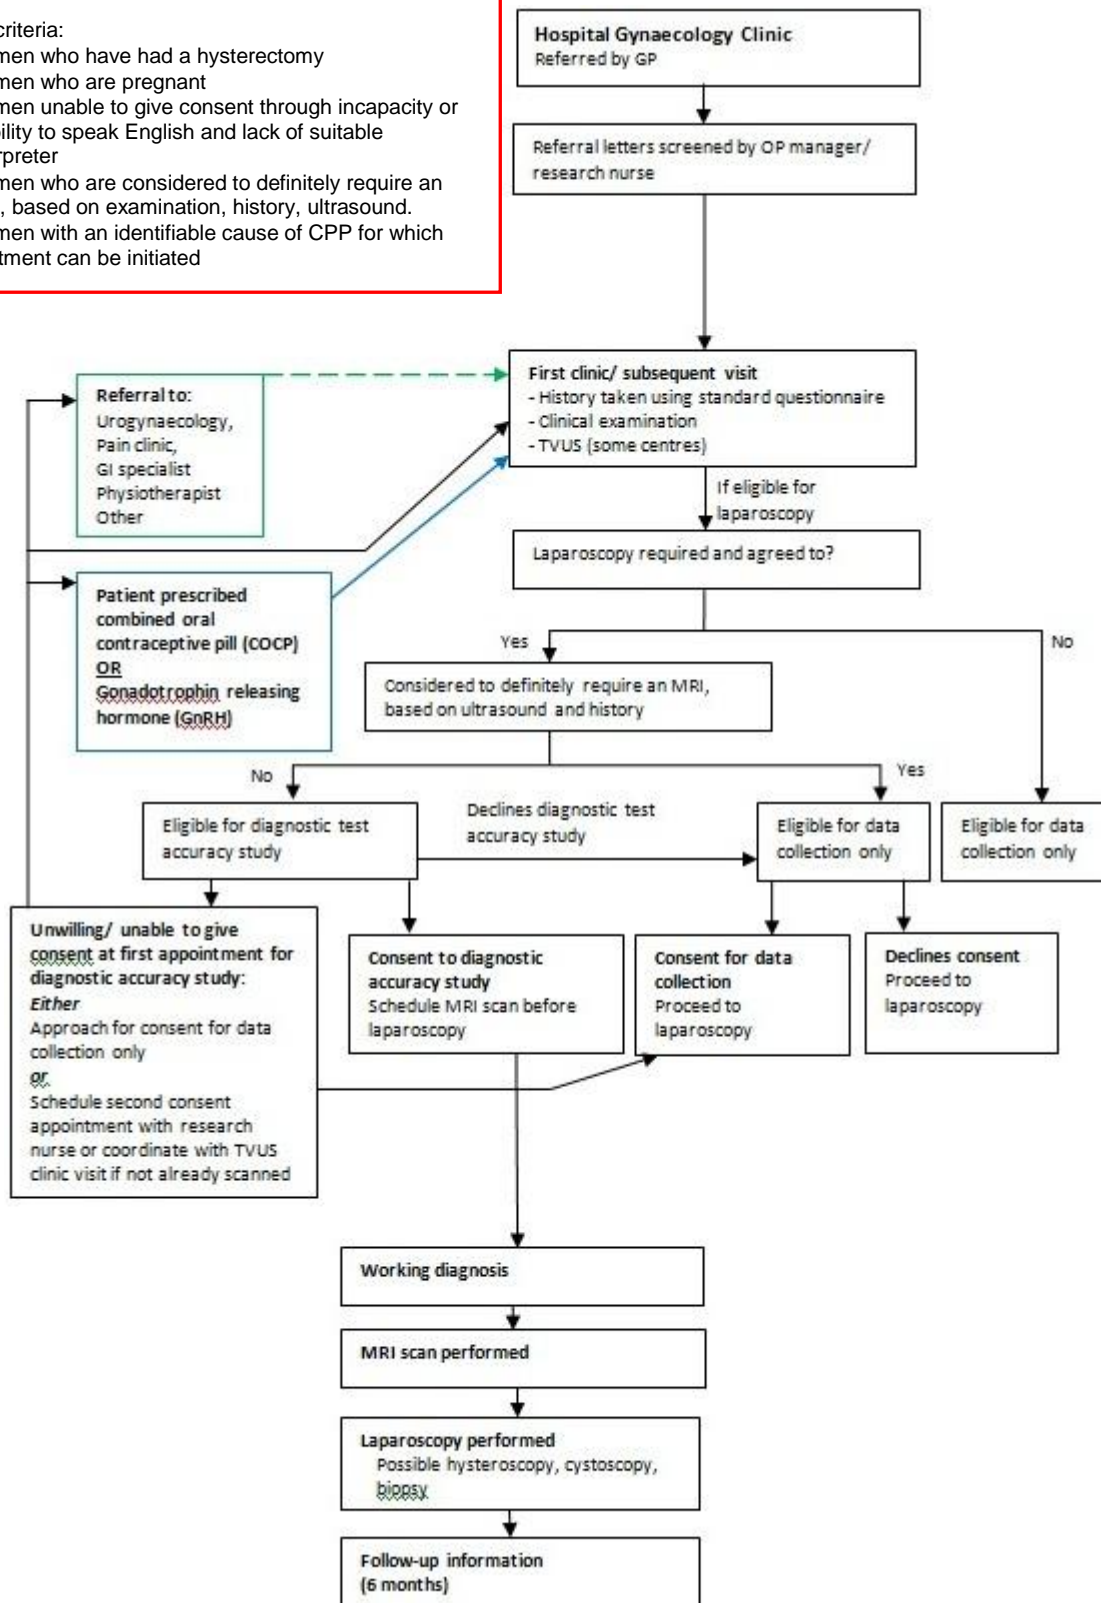 criteria:
men who have had a hysterectomy
men who are pregnant
men unable to give consent through incapacity or
bility to speak English and lack of suitable
rpreter
men who are considered to definitely require an
, based on examination, history, ultrasound.
men with an identifiable cause of CPP for which
tment can be initiated
Hospital Gynaecology Clinic
Referred by GP
Referral letters screened by OP manager/
research nurse
First clinic/ subsequent visit
- History taken using standard questionnaire
- Clinical examination
- TVUS (some centres)
Referral to:
Urogynaecology,
Pain clinic,
GI specialist
Physiotherapist
Other
If eligible for
laparoscopy
Laparoscopy required and agreed to?
Patient prescribed
combined oral
contraceptive pill (COCP)
OR
Gonadotrophin releasing
hormone (GnRH)
Yes
No
Considered to definitely require an MRI,
based on ultrasound and history
No
Yes
Eligible for diagnostic test
accuracy study
Declines diagnostic test
accuracy study
Eligible for data
collection only
Eligible for data
collection only
Unwilling/ unable to give
consent at first appointment for
diagnostic accuracy study:
Either
Approach for consent for data
collection only
or
Schedule second consent
appointment with research
nurse or coordinate with TVUS
clinic visit if not already scanned
Consent to diagnostic
accuracy study
Schedule MRI scan before
laparoscopy
Consent for data
collection
Proceed to
laparoscopy
Declines consent
Proceed to
laparoscopy
Working diagnosis
MRI scan performed
Laparoscopy performed
Possible hysteroscopy, cystoscopy,
biopsy
Follow-up information
(6 months)